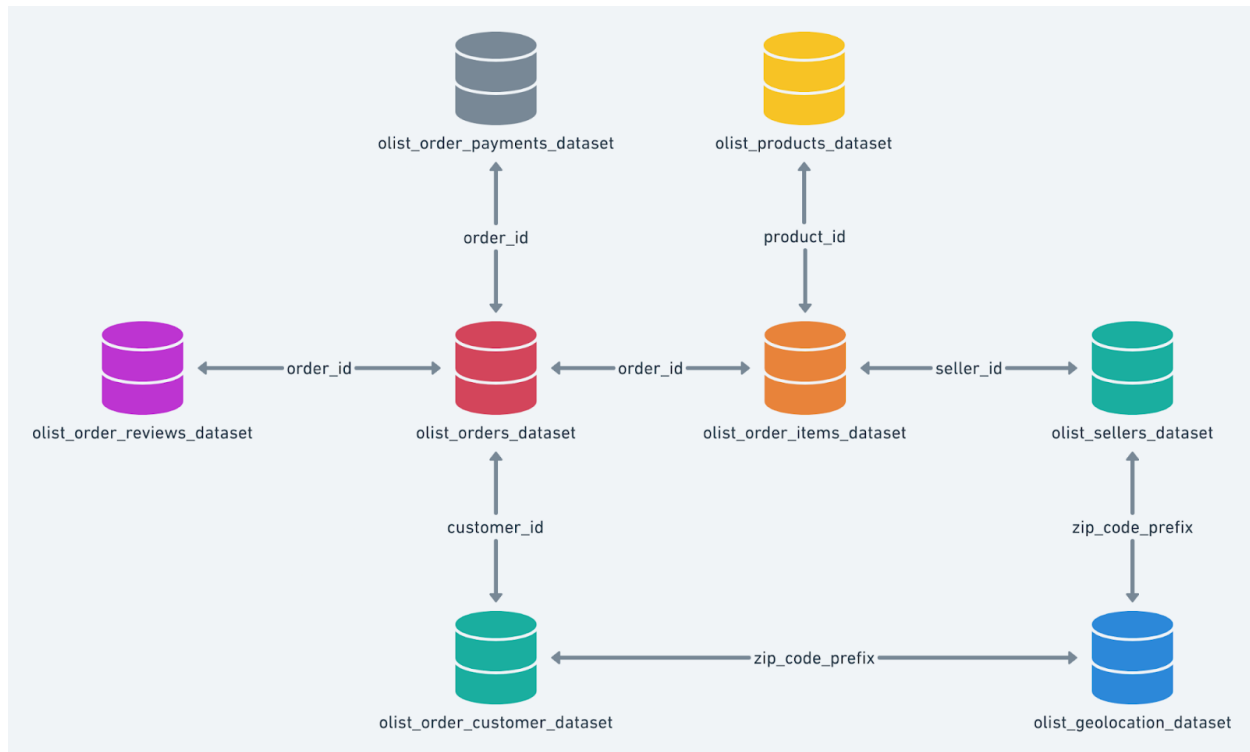 olist_order_payments_dataset
olist_products_dataset
order_id
product_id
order_id
order_id
seller_id
olist_order_reviews_dataset
olist_orders_dataset
olist_order_items_dataset
olist_sellers_dataset
customer_id
zip_code_prefix
zip_code_prefix
olist_order_customer_dataset
olist_geolocation_dataset